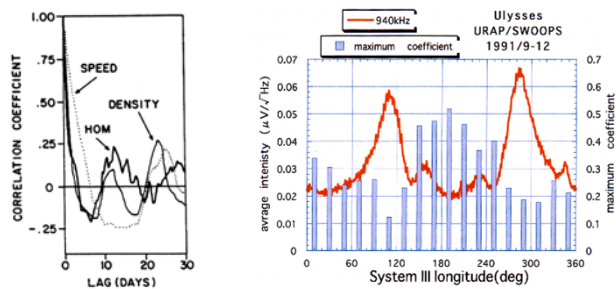 CORRELATION COEFFICIENT
1.00
.75
.50
.25
0
-.25
SPEED
DENSITY
HOM
0 10 20 30
LAG (DAYS)
940kHz
maximum coefficient
Ulysses
URAP/SWOOPS
1991/9-12
avrage intenisty (μV/√Hz)
0.07
0.06
0.05
0.04
0.03
0.02
0.01
0
0.7
0.6
0.5
0.4
0.3
0.2
0.1
0
maximum coefficient
0 60 120 180 240 300 360
System III longitude(deg)